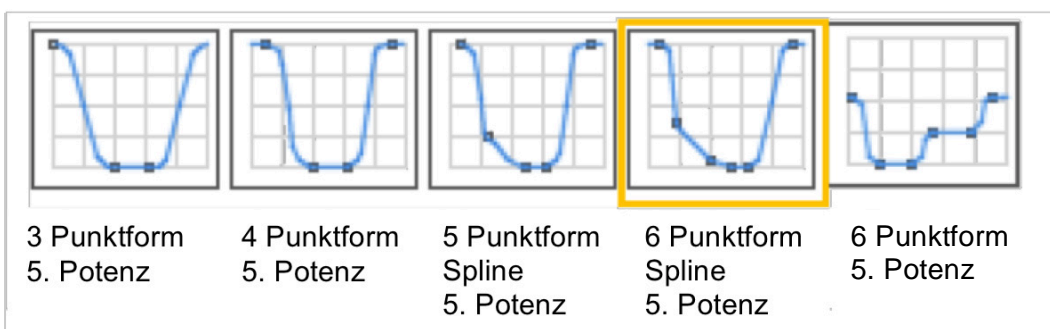 3 Punktform
5. Potenz
4 Punktform
5. Potenz
5 Punktform
Spline
5. Potenz
6 Punktform
Spline
5. Potenz
6 Punktform
5. Potenz